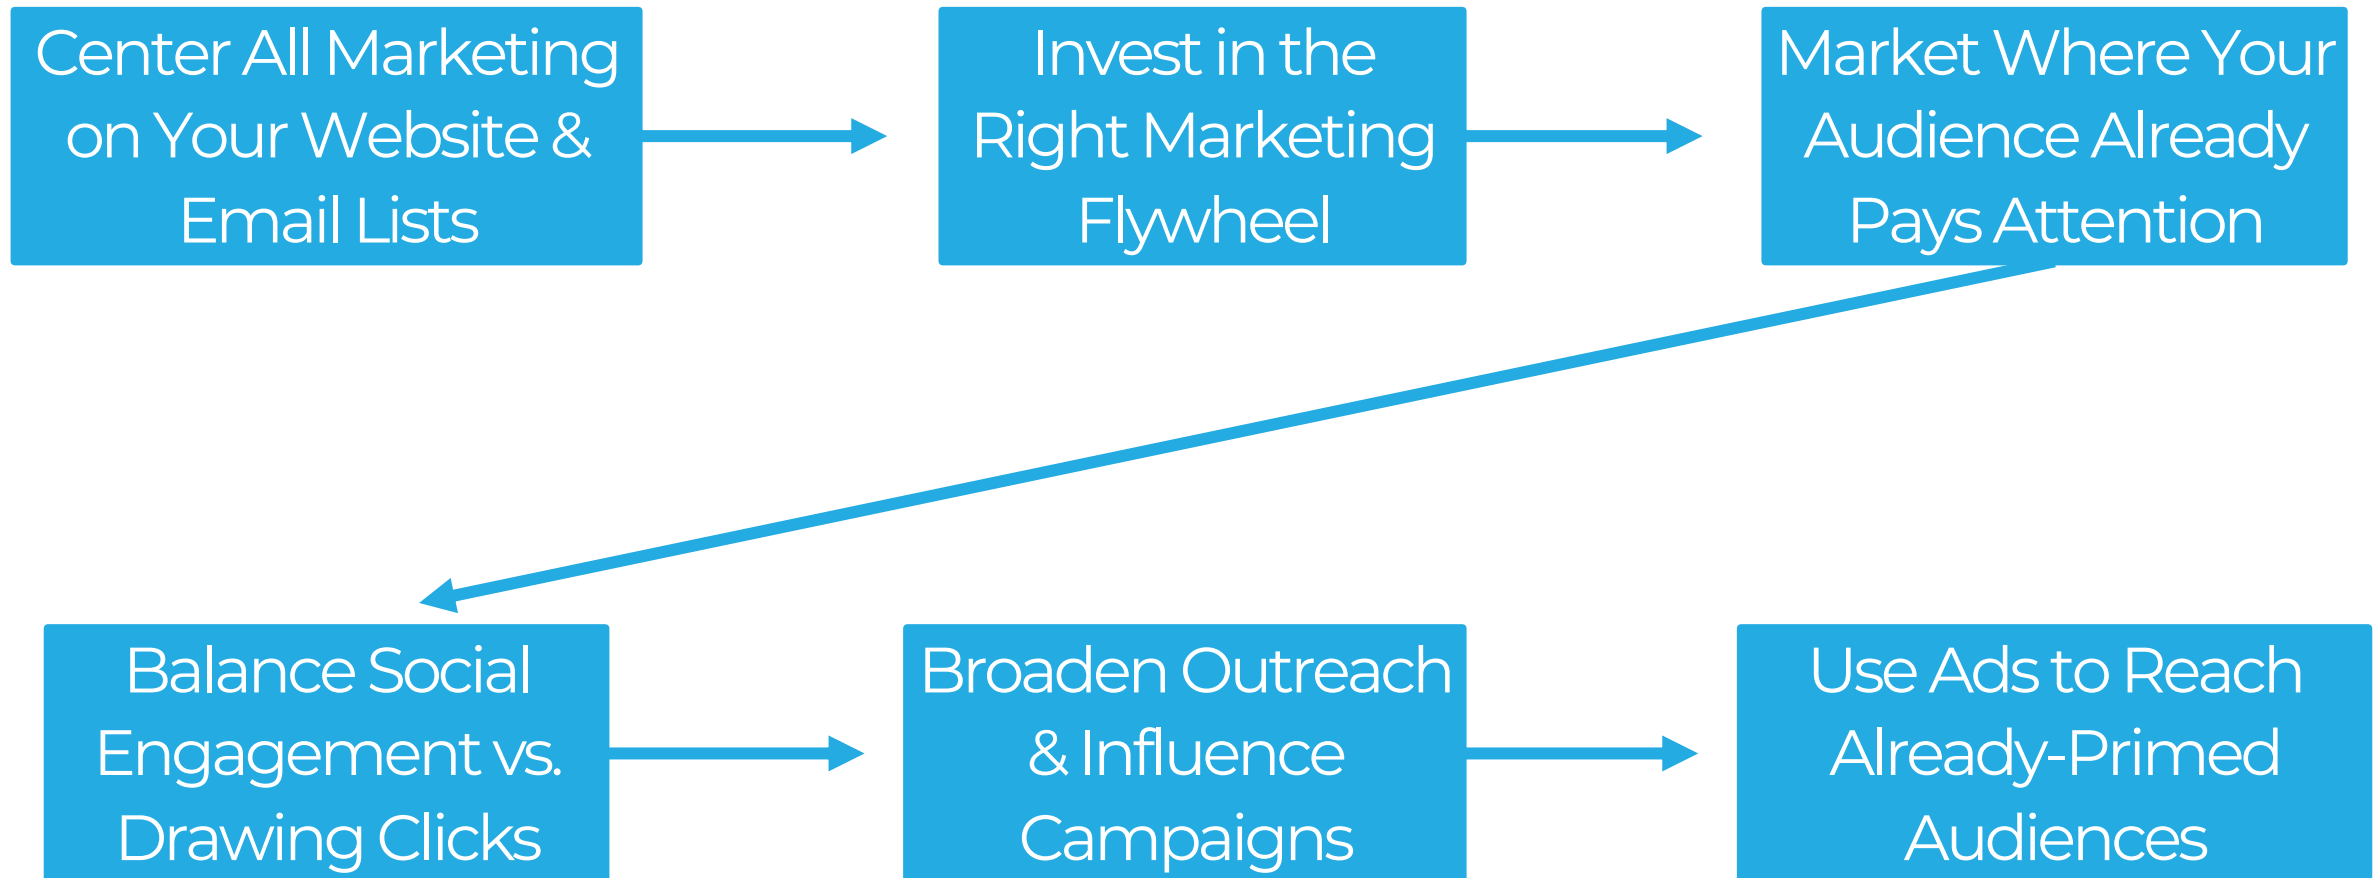 Center All Marketing
on Your Website &
Email Lists
Invest in the
Right Marketing
Flywheel
Market Where Your
Audience Already
Pays Attention
Balance Social
Engagement vs.
Drawing Clicks
Broaden Outreach
& Influence
Campaigns
Use Ads to Reach
Already-Primed
Audiences